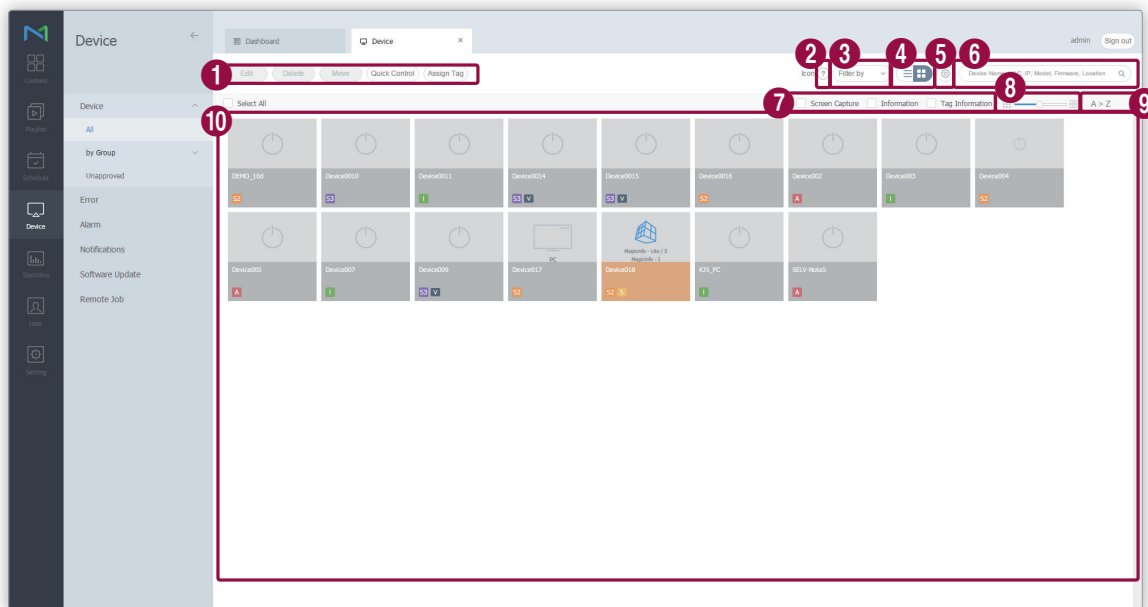 Device
←
Dashboard
Device
×
admin
Sign out
1
Edit
Delete
Move
Quick Control
Assign Tag
2
3
4
5
6
Icon
?
Filter by
Device Name, IP, Model, Firmware, Location
7
8
9
10
Select All
Screen Capture
Information
Tag Information
A > Z
Content
Playlist
Schedule
Device
Statistics
User
Setting
Device
All
by Group
Unapproved
Error
Alarm
Notifications
Software Update
Remote Job
DEMO_10d
S2
Device0010
S3
Device0011
I
Device0014
S3 V
Device0015
S3 V
Device0016
S2
Device002
A
Device003
I
Device004
S2
Device005
A
Device007
I
Device009
S3 V
PC
Device017
S2
MagicInfo - Lite / S
MagicInfo - I
Device018
S2
KJS_PC
I
SELV-Note5
A